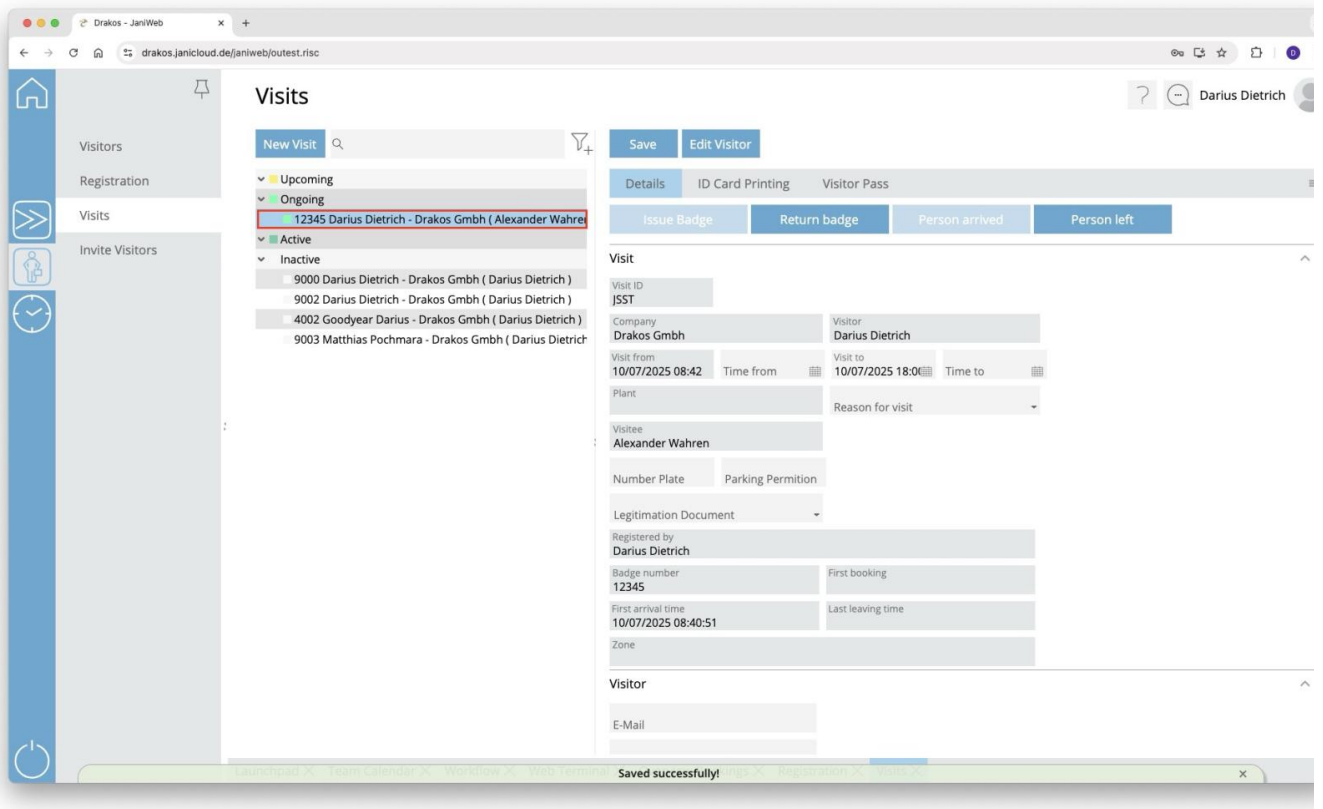 Drakos - JaniWeb
drakos.janicloud.de/janiweb/outest.risc
D
Visits
Darius Dietrich
Visitors
Registration
Visits
Invite Visitors
New Visit
Upcoming
Ongoing
12345 Darius Dietrich - Drakos Gmbh ( Alexander Wahren
Active
Inactive
9000 Darius Dietrich - Drakos Gmbh ( Darius Dietrich )
9002 Darius Dietrich - Drakos Gmbh ( Darius Dietrich )
4002 Goodyear Darius - Drakos Gmbh ( Darius Dietrich )
9003 Matthias Pochmara - Drakos Gmbh ( Darius Dietrich
Save Edit Visitor
Details ID Card Printing Visitor Pass
Issue Badge Return badge Person arrived Person left
Visit
Visit ID
JSST
Company Visitor
Drakos Gmbh Darius Dietrich
Visit from Visit to
10/07/2025 08:42 Time from 10/07/2025 18:00 Time to
Plant
Reason for visit
Visitee
Alexander Wahren
Number Plate Parking Permition
Legitimation Document
Registered by
Darius Dietrich
Badge number First booking
12345
First arrival time Last leaving time
10/07/2025 08:40:51
Zone
Visitor
E-Mail
Launchpad Team Calendar Workflow Web Terminal Registration Visits
Saved successfully!